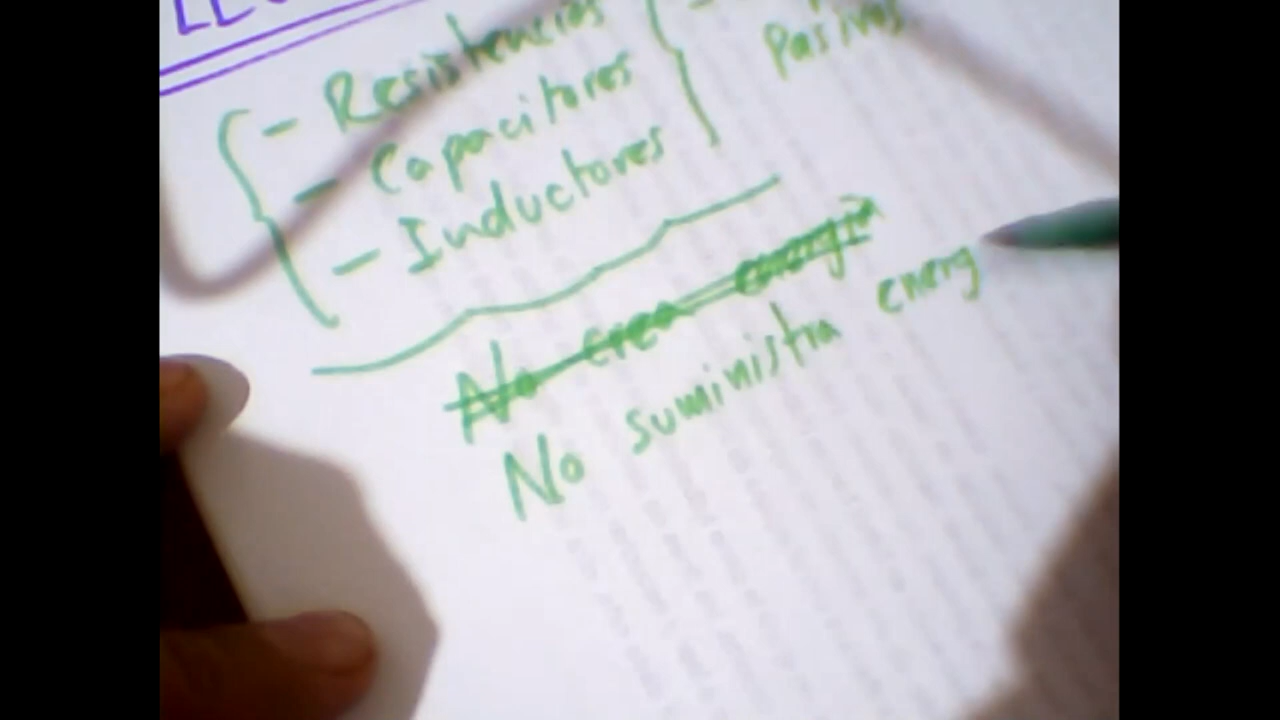 - Resistencias
- Capacitores
- Inductores
Pasivos
No crea energía
No suministra energ